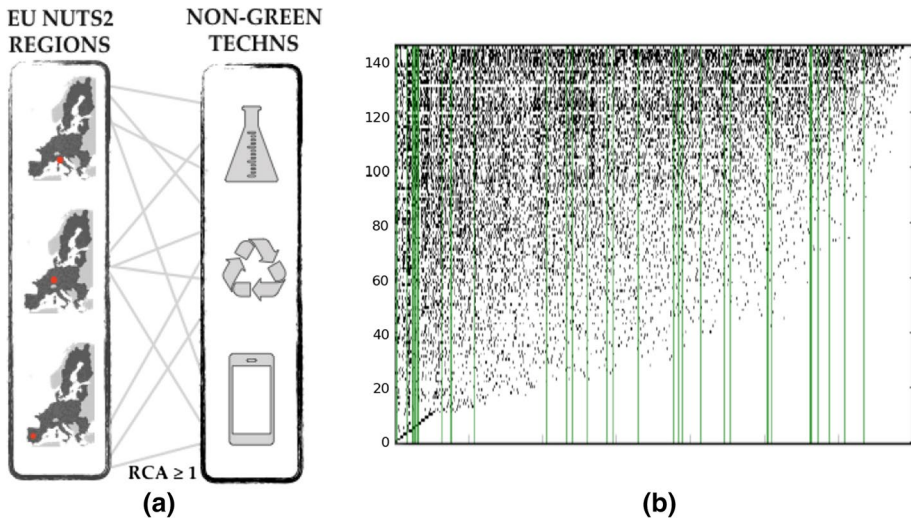 EU NUTS2
REGIONS
NON-GREEN
TECHNS
RCA ≥ 1
(a)
140
120
100
80
60
40
20
0
(b)